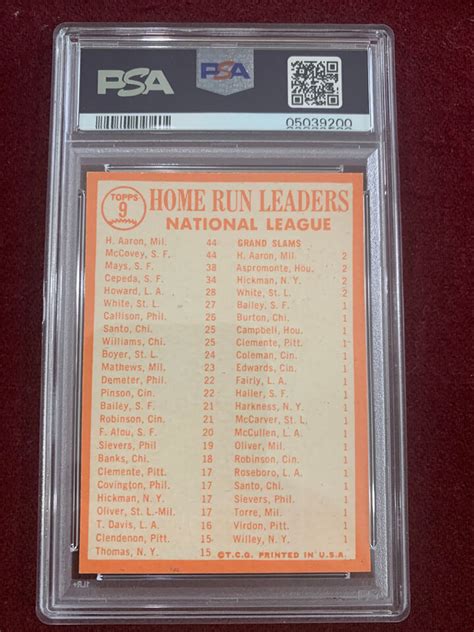 PSA
PSA
05039200
TOPPS
9
HOME RUN LEADERS
NATIONAL LEAGUE
H. Aaron, Mil. 44
McCovey, S. F. 44
Mays, S. F. 38
Cepeda, S. F. 34
Howard, L. A. 28
White, St. L. 27
Callison, Phil. 26
Santo, Chi. 25
Williams, Chi. 25
Boyer, St. L. 24
Mathews, Mil. 23
Demeter, Phil. 22
Pinson, Cin. 22
Bailey, S. F. 21
Robinson, Cin. 21
F. Alou, S. F. 20
Sievers, Phil 19
Banks, Chi. 18
Clemente, Pitt. 17
Covington, Phil. 17
Hickman, N. Y. 17
Oliver, St. L.-Mil. 17
T. Davis, L. A. 16
Clendenon, Pitt. 15
Thomas, N. Y. 15
GRAND SLAMS
H. Aaron, Mil. 2
Aspromonte, Hou. 2
Hickman, N. Y. 2
White, St. L. 2
Bailey, S. F. 1
Burton, Chi. 1
Campbell, Hou. 1
Clemente, Pitt. 1
Coleman, Cin. 1
Edwards, Cin. 1
Fairly, L. A. 1
Haller, S. F. 1
Harkness, N. Y. 1
McCarver, St. L. 1
McCullen, L. A. 1
Oliver, Mil. 1
Robinson, Cin. 1
Roseboro, L. A. 1
Santo, Chi. 1
Sievers, Phil. 1
Torre, Mil. 1
Virdon, Pitt. 1
Willey, N. Y. 1
©T.C.G. PRINTED IN U.S.A.